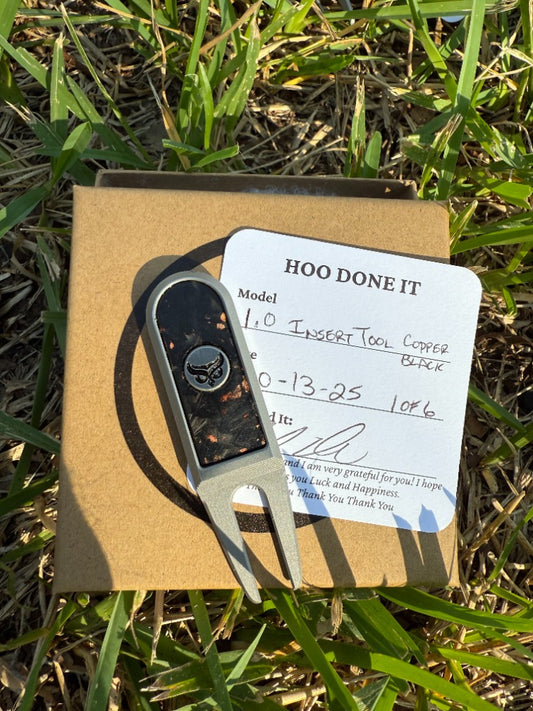 HOO DONE IT
Model
1.0 INSERT TOOL COPPER
BLACK
0-13-25 1 OF 6
d It:
and I am very grateful for you! I hope
you Luck and Happiness.
Thank You Thank You